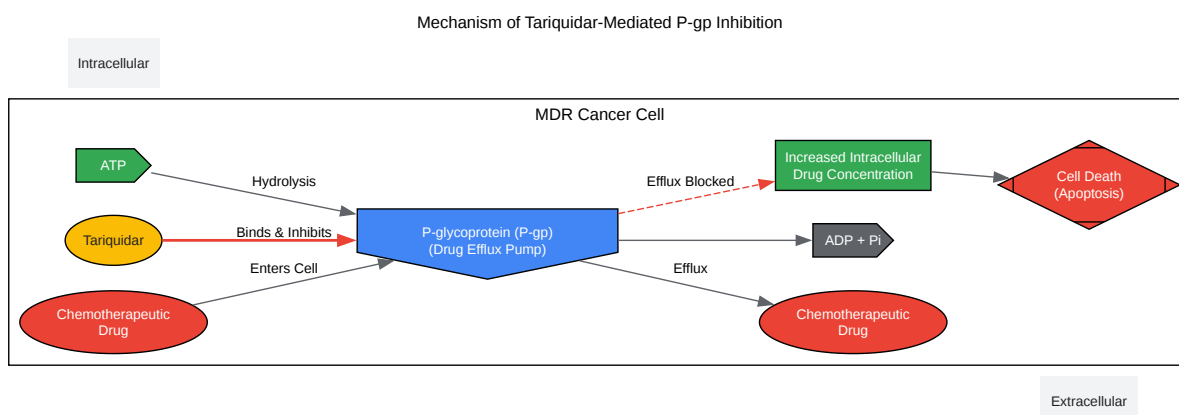 Mechanism of Tariquidar-Mediated P-gp Inhibition
Intracellular
MDR Cancer Cell
ATP
Hydrolysis
Tariquidar
Binds & Inhibits
Enters Cell
Chemotherapeutic
Drug
P-glycoprotein (P-gp)
(Drug Efflux Pump)
Efflux Blocked
Increased Intracellular
Drug Concentration
Cell Death
(Apoptosis)
ADP + Pi
Efflux
Chemotherapeutic
Drug
Extracellular